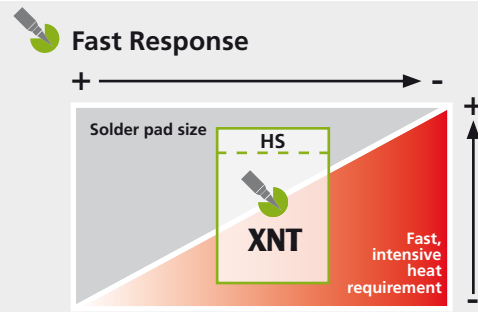 Fast Response
+ -
+
Solder pad size
HS
XNT
Fast,
intensive
heat
requirement
-